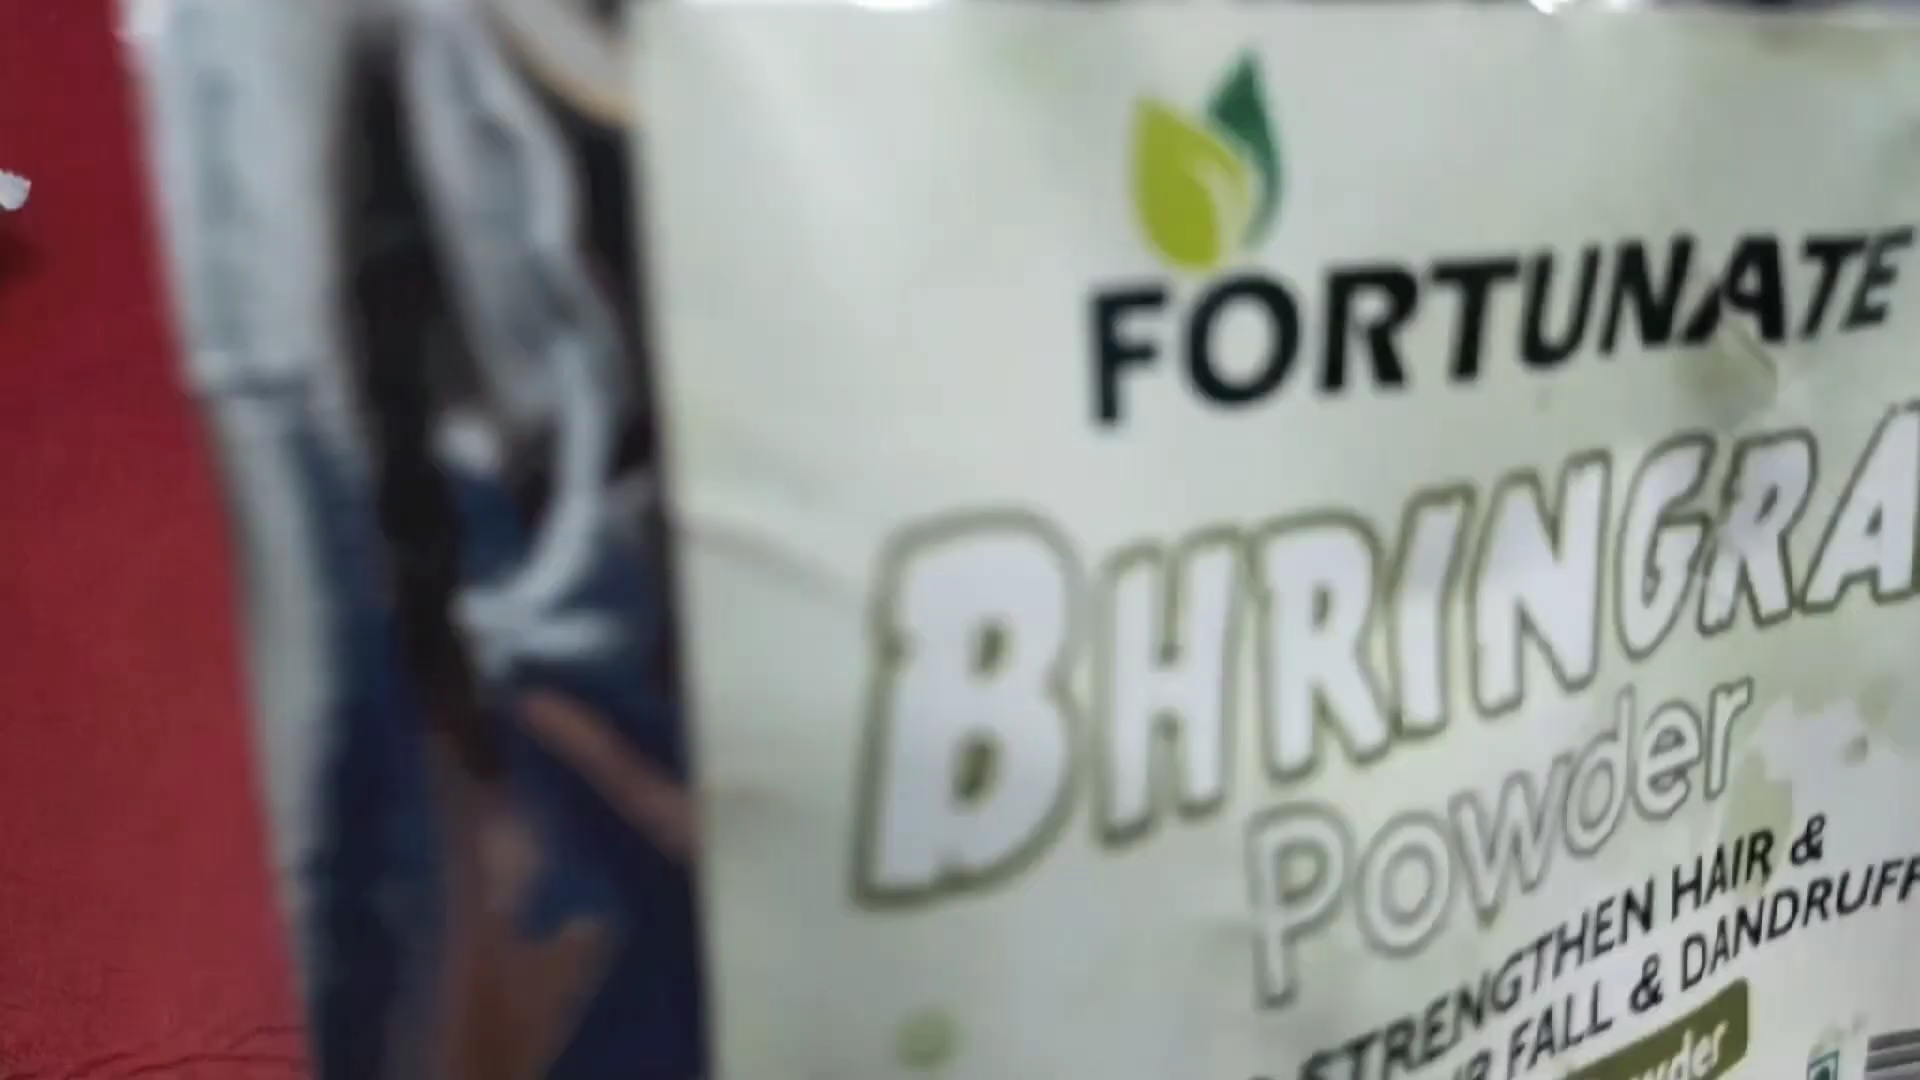 FORTUNATE
BHRINGRA
Powder
STRENGTHEN HAIR &
FALL & DANDRUFF